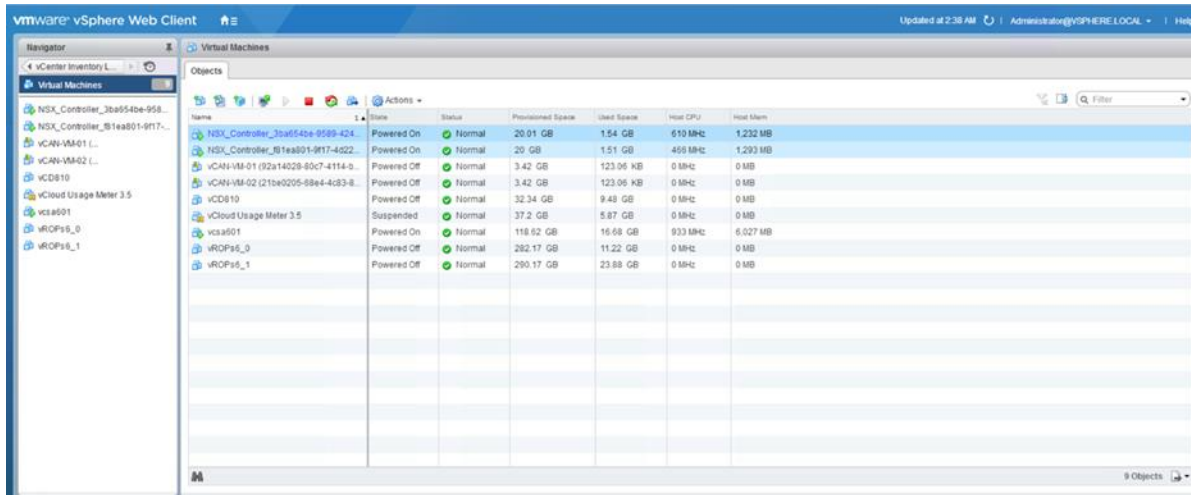 vmware® vSphere Web Client
Updated at 2:38 AM | Administrator@VSPHERE.LOCAL | Help
Navigator
vCenter Inventory L...
Virtual Machines 9
NSX_Controller_3ba654be-958...
NSX_Controller_f81ea801-9f17-...
vCAN-VM-01 (...
vCAN-VM-02 (...
vCD810
vCloud Usage Meter 3.5
vcsa601
vROPs6_0
vROPs6_1
Virtual Machines
Objects
Actions
Filter
Name 1 State Status Provisioned Space Used Space Host CPU Host Mem
NSX_Controller_3ba654be-9589-424... Powered On Normal 20.01 GB 1.54 GB 610 MHz 1,232 MB
NSX_Controller_f81ea801-9f17-4d22... Powered On Normal 20 GB 1.51 GB 466 MHz 1,293 MB
vCAN-VM-01 (92a14028-80c7-4114-b... Powered Off Normal 3.42 GB 123.06 KB 0 MHz 0 MB
vCAN-VM-02 (21be0205-68e4-4c83-8... Powered Off Normal 3.42 GB 123.06 KB 0 MHz 0 MB
vCD810 Powered Off Normal 32.34 GB 9.48 GB 0 MHz 0 MB
vCloud Usage Meter 3.5 Suspended Normal 37.2 GB 5.87 GB 0 MHz 0 MB
vcsa601 Powered On Normal 118.62 GB 16.68 GB 933 MHz 6,027 MB
vROPs6_0 Powered Off Normal 282.17 GB 11.22 GB 0 MHz 0 MB
vROPs6_1 Powered Off Normal 290.17 GB 23.88 GB 0 MHz 0 MB
9 Objects